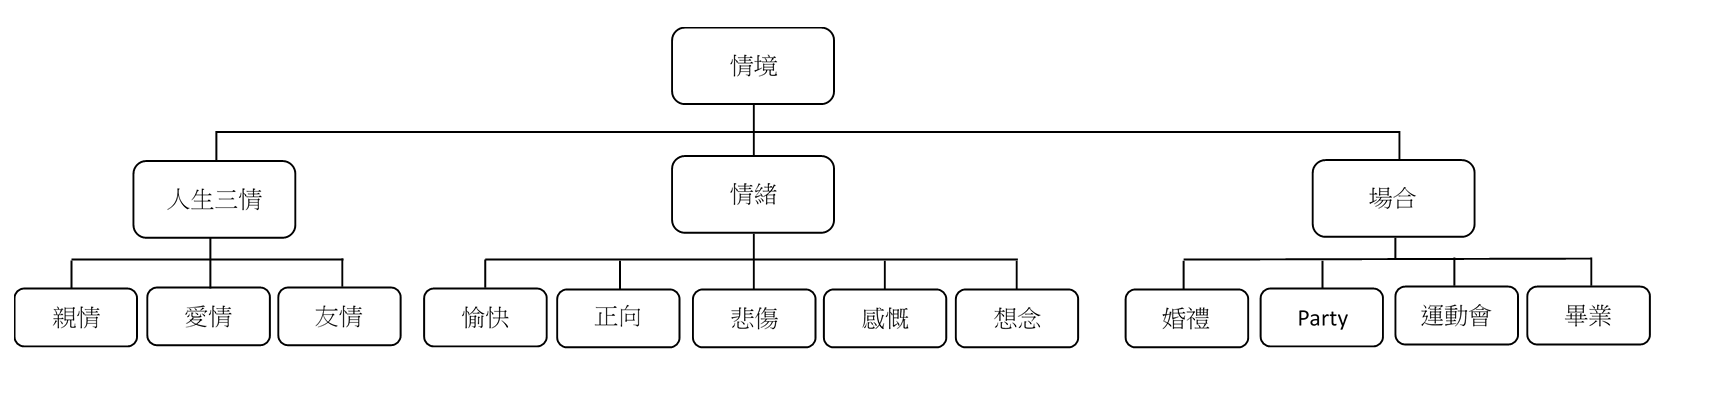 情境
人生三情
情緒
場合
親情
愛情
友情
愉快
正向
悲傷
感慨
想念
婚禮
Party
運動會
畢業